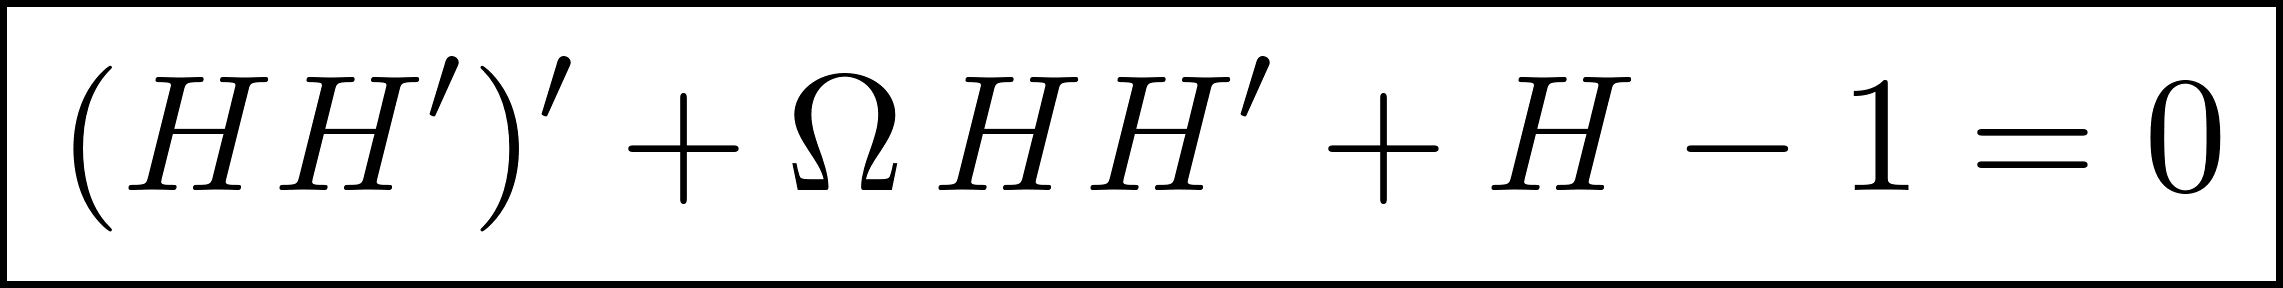 (HH′)′ + Ω HH′ + H − 1 = 0